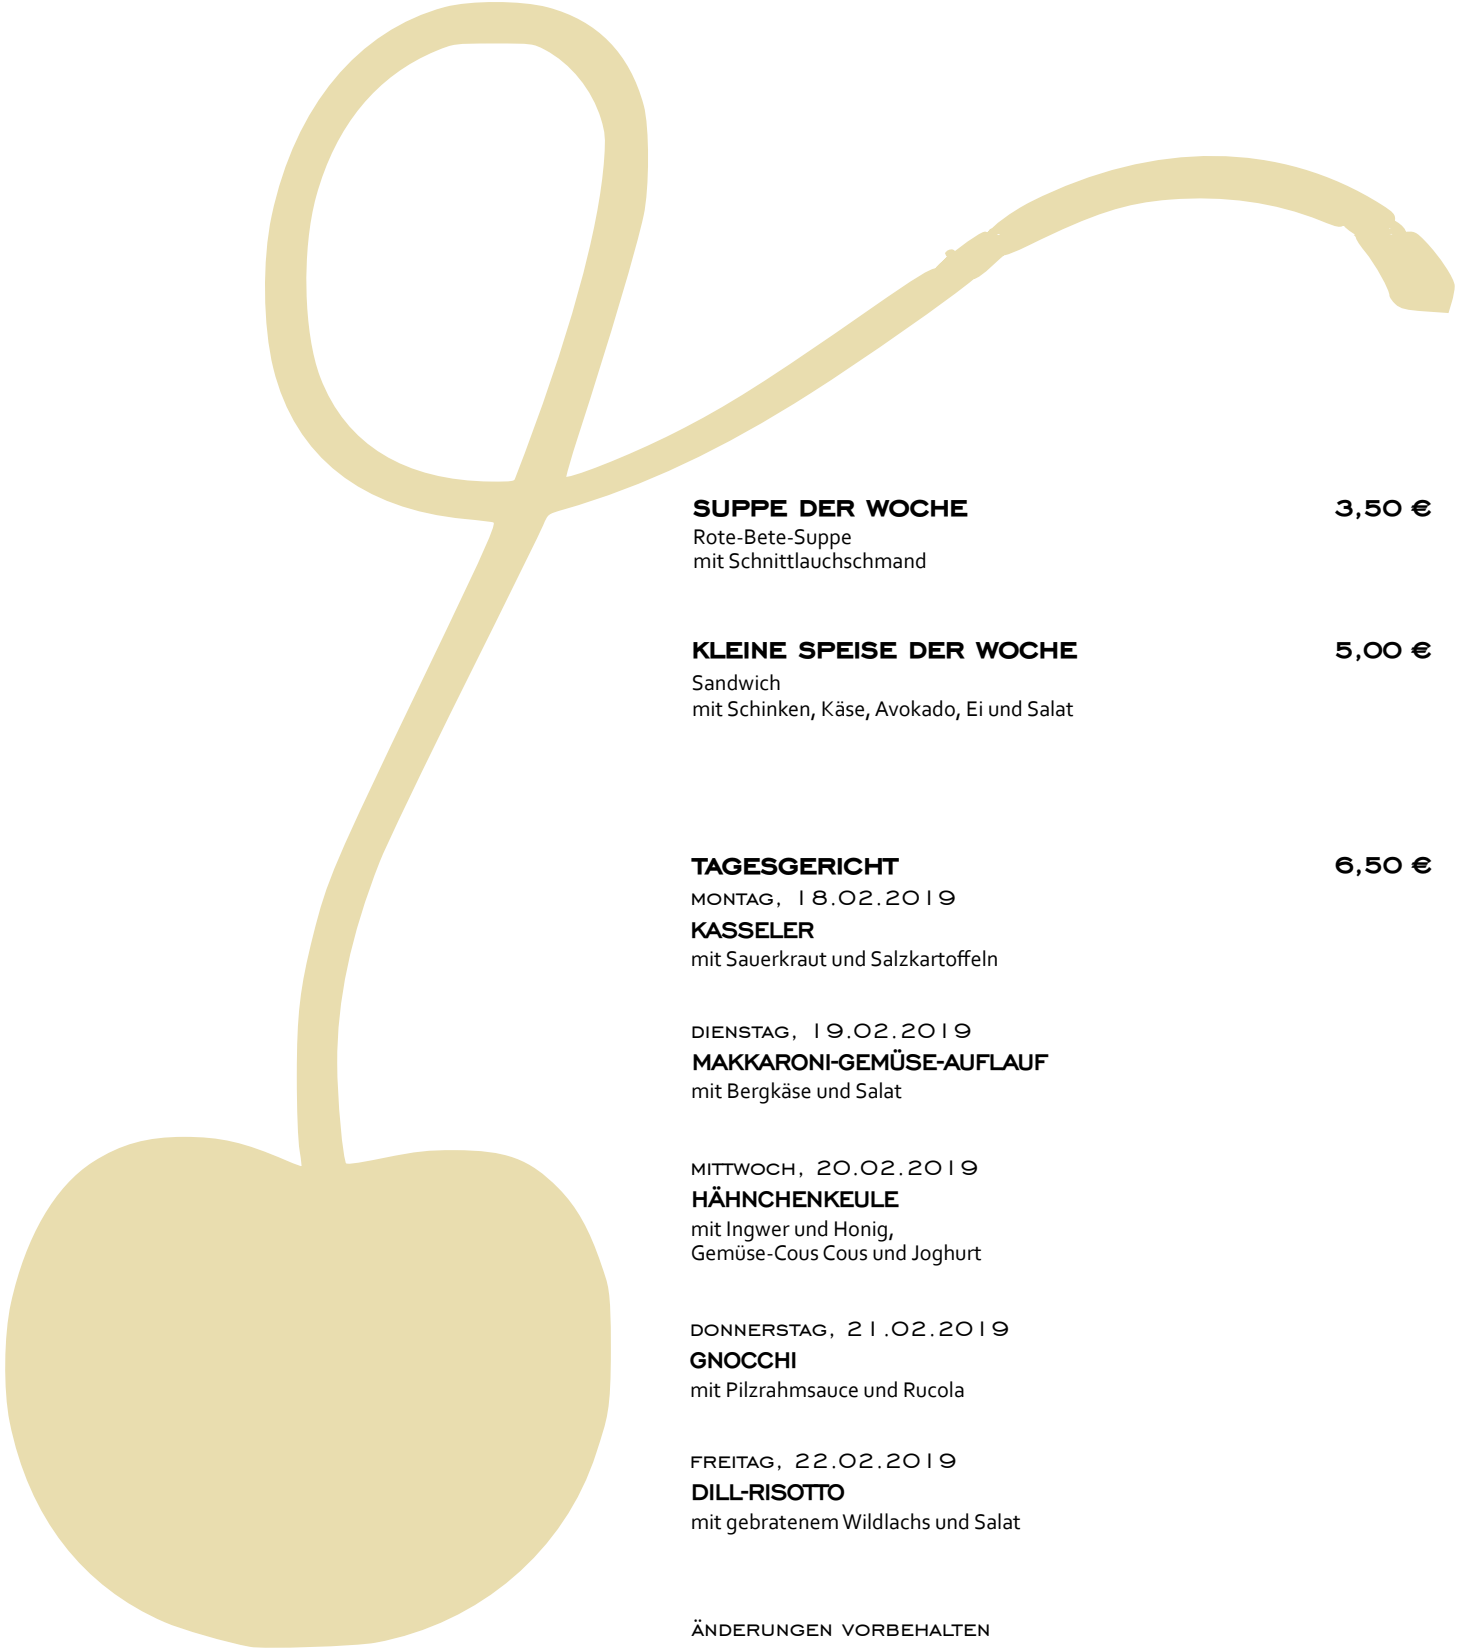 SUPPE DER WOCHE 3,50 €
Rote-Bete-Suppe
mit Schnittlauchschmand
KLEINE SPEISE DER WOCHE 5,00 €
Sandwich
mit Schinken, Käse, Avokado, Ei und Salat
TAGESGERICHT 6,50 €
MONTAG, 18.02.2019
KASSELER
mit Sauerkraut und Salzkartoffeln
DIENSTAG, 19.02.2019
MAKKARONI-GEMÜSE-AUFLAUF
mit Bergkäse und Salat
MITTWOCH, 20.02.2019
HÄHNCHENKEULE
mit Ingwer und Honig,
Gemüse-Cous Cous und Joghurt
DONNERSTAG, 21.02.2019
GNOCCHI
mit Pilzrahmsauce und Rucola
FREITAG, 22.02.2019
DILL-RISOTTO
mit gebratenem Wildlachs und Salat
ÄNDERUNGEN VORBEHALTEN